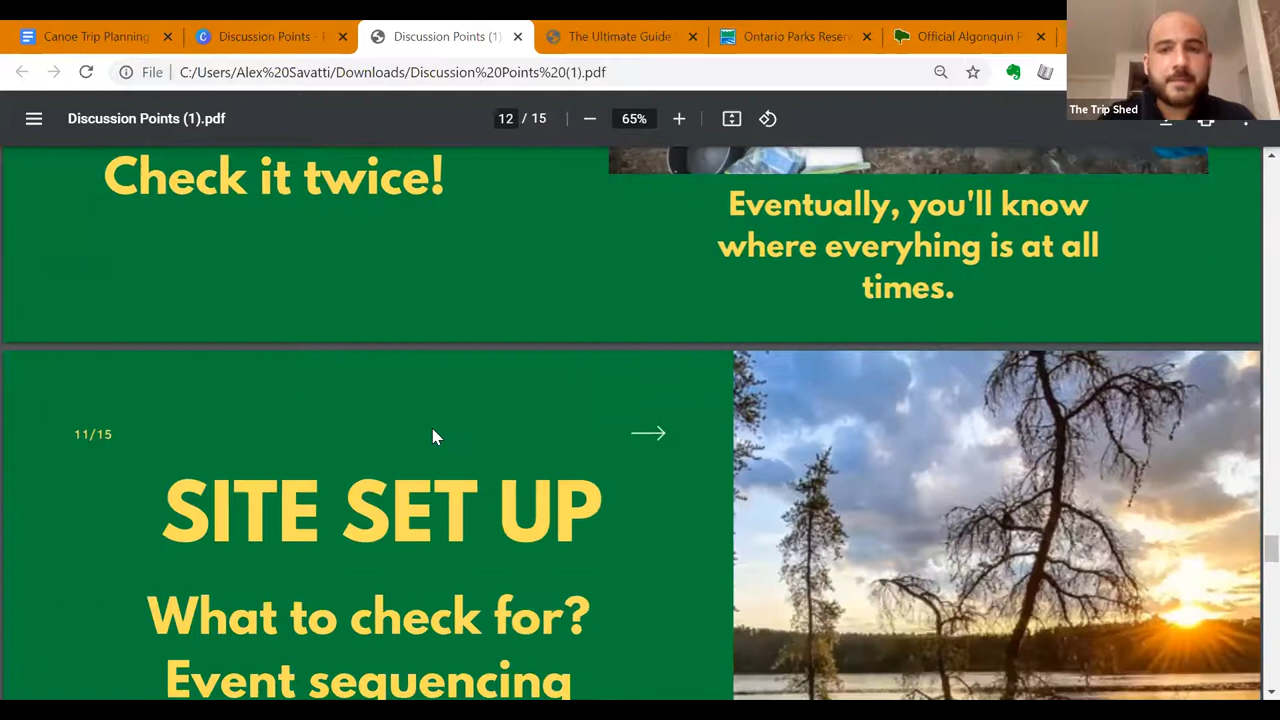 Canoe Trip Planning
Discussion Points - P
Discussion Points (1)
The Ultimate Guide
Ontario Parks Reser
Official Algonquin P
File
C:/Users/Alex%20Savatti/Downloads/Discussion%20Points%20(1).pdf
The Trip Shed
Discussion Points (1).pdf
12 / 15
65%
Check it twice!
Eventually, you'll know
where everyhing is at all
times.
11/15
SITE SET UP
What to check for?
Event sequencing